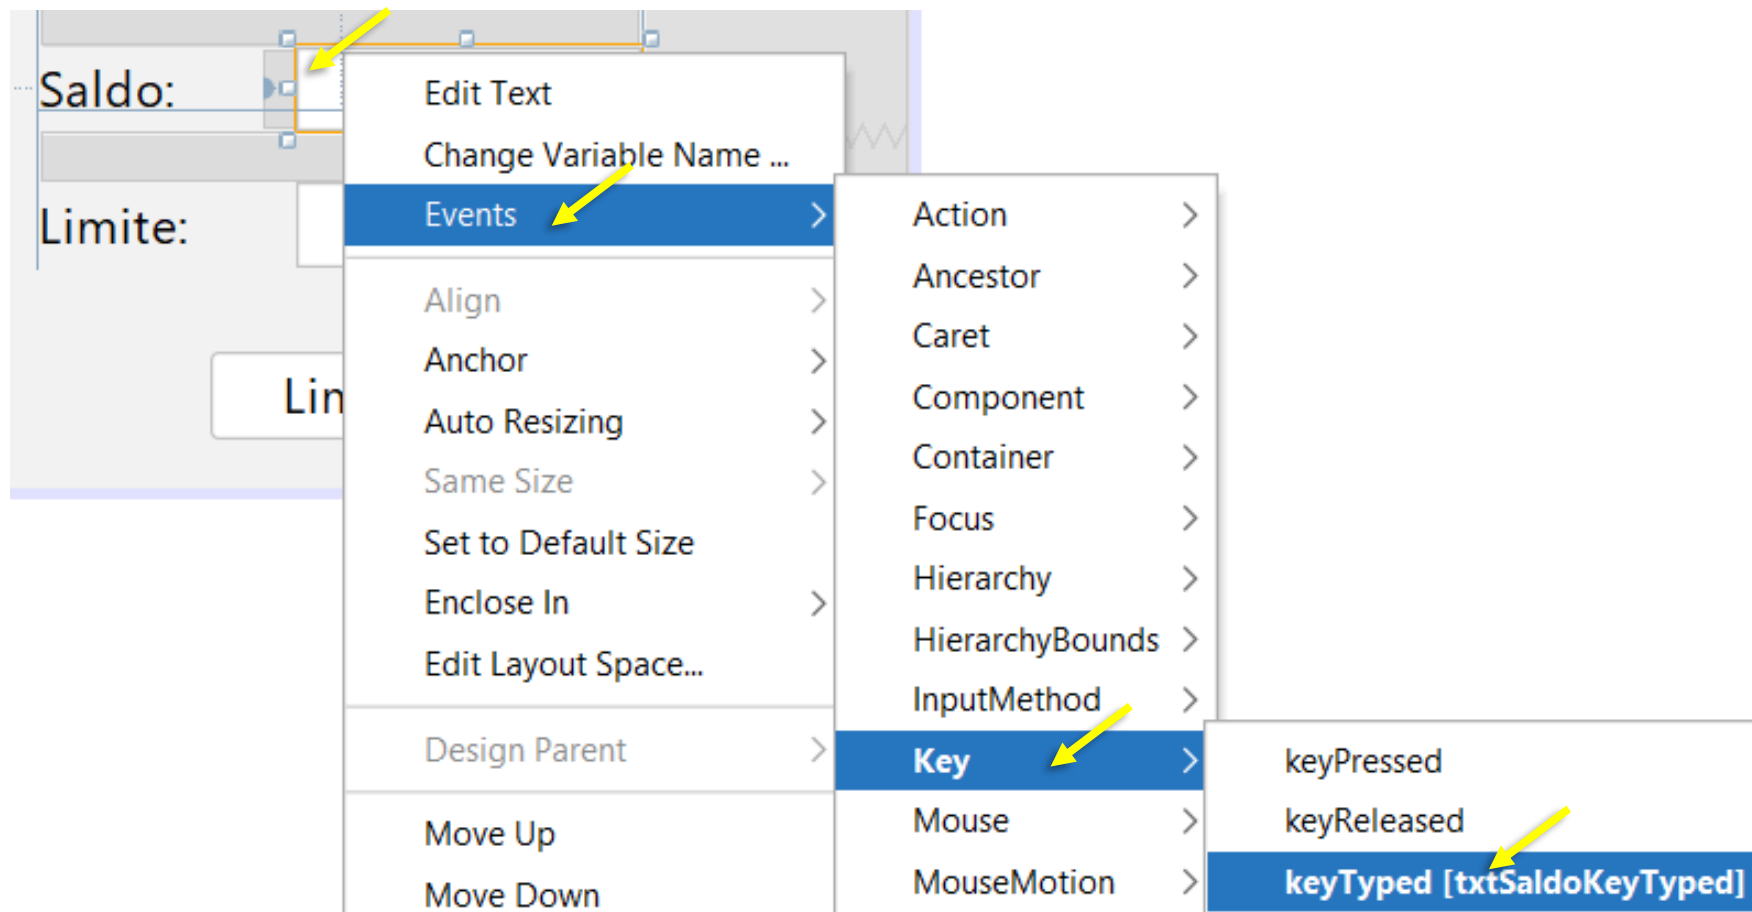 Saldo:
Limite:
Lin
Edit Text
Change Variable Name ...
Events
Align
Anchor
Auto Resizing
Same Size
Set to Default Size
Enclose In
Edit Layout Space...
Design Parent
Move Up
Move Down
Action
Ancestor
Caret
Component
Container
Focus
Hierarchy
HierarchyBounds
InputMethod
Key
Mouse
MouseMotion
keyPressed
keyReleased
keyTyped [txtSaldoKeyTyped]